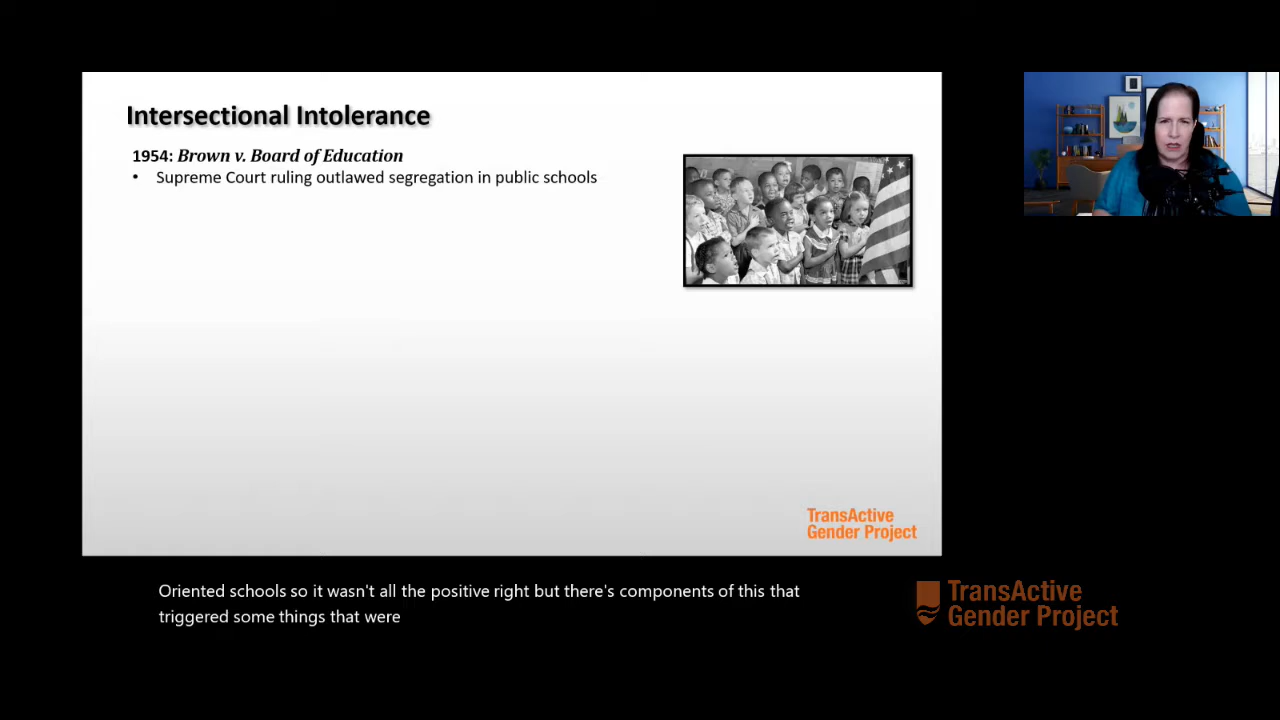 Intersectional Intolerance
1954: Brown v. Board of Education
• Supreme Court ruling outlawed segregation in public schools
TransActive
Gender Project
Oriented schools so it wasn't all the positive right but there's components of this that
triggered some things that were
TransActive
Gender Project